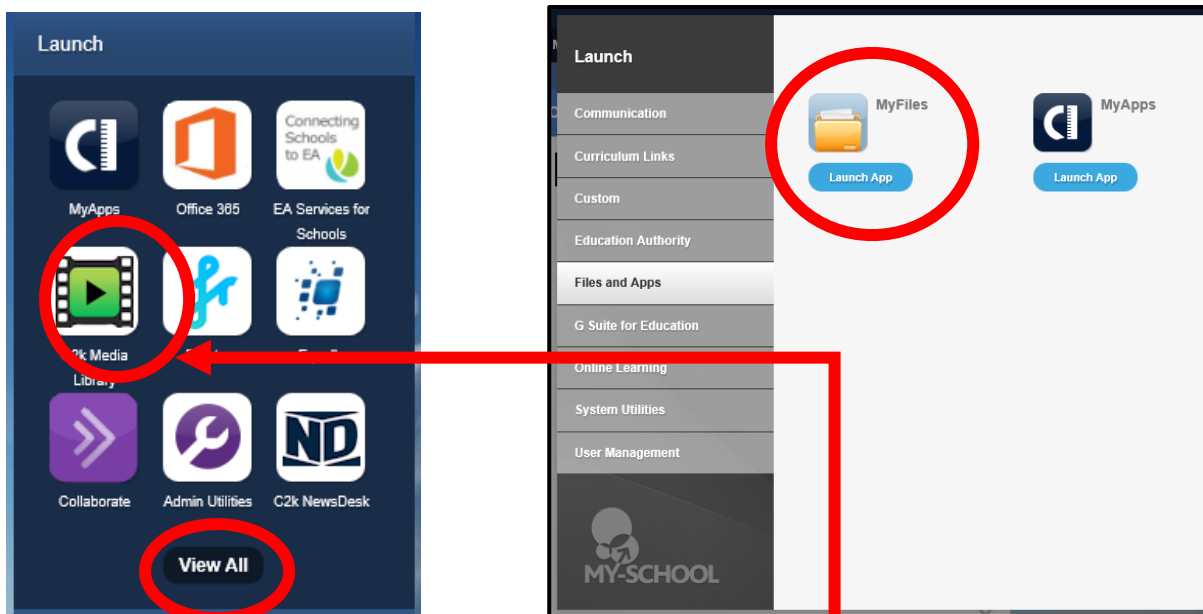 Launch
Connecting
Schools
to EA
MyApps
Office 365
EA Services for
Schools
2k Media
Library
Collaborate
Admin Utilities
ND
C2k NewsDesk
View All
Launch
Communication
Curriculum Links
Custom
Education Authority
Files and Apps
G Suite for Education
Online Learning
System Utilities
User Management
MY-SCHOOL
MyFiles
Launch App
MyApps
Launch App